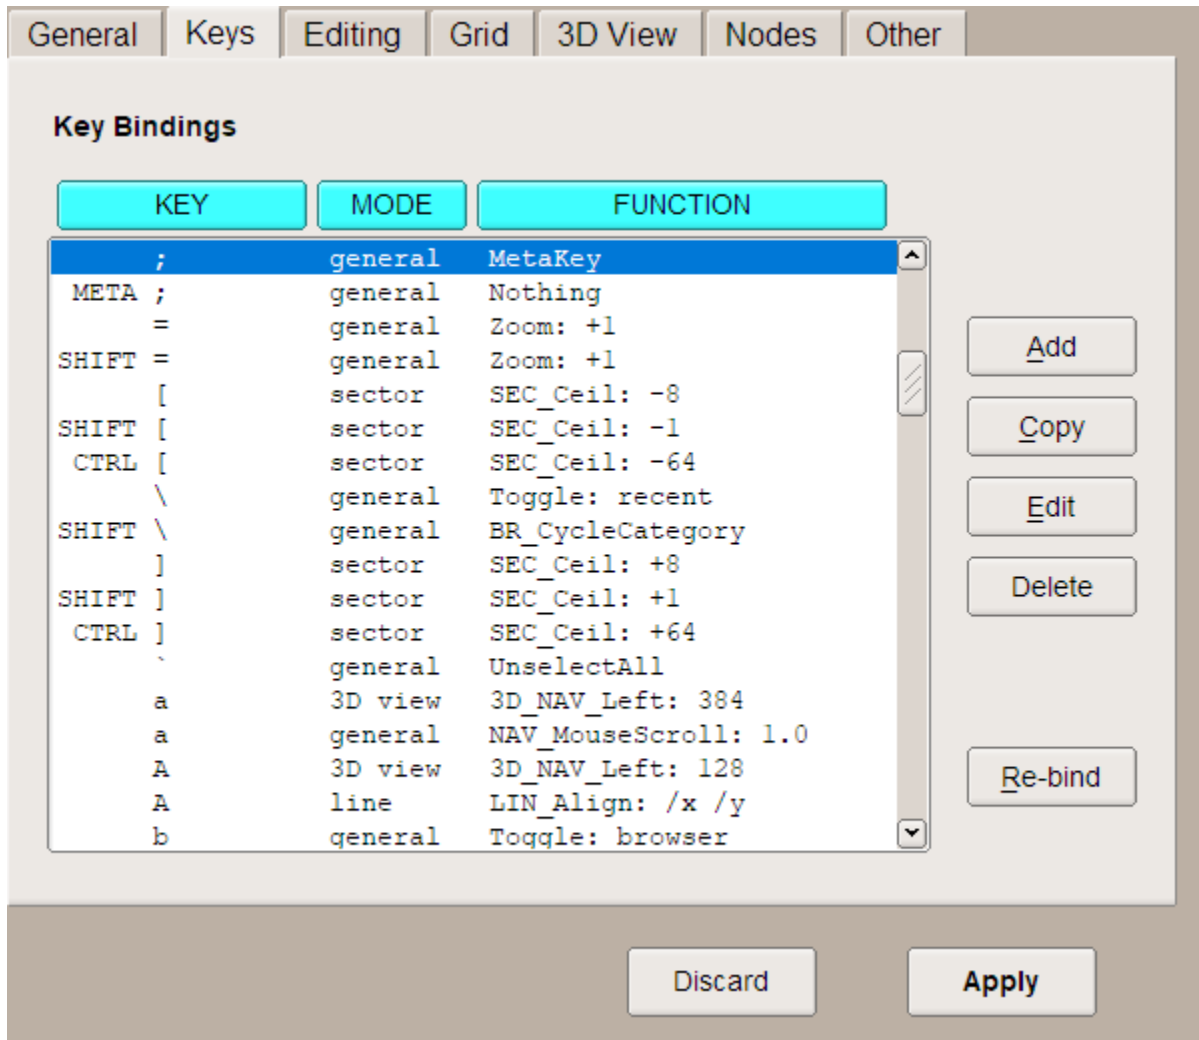 General Keys Editing Grid 3D View Nodes Other
Key Bindings
KEY MODE FUNCTION
; general MetaKey
META ; general Nothing
= general Zoom: +1
SHIFT = general Zoom: +1
[ sector SEC_Ceil: -8
SHIFT [ sector SEC_Ceil: -1
CTRL [ sector SEC_Ceil: -64
\ general Toggle: recent
SHIFT \ general BR_CycleCategory
] sector SEC_Ceil: +8
SHIFT ] sector SEC_Ceil: +1
CTRL ] sector SEC_Ceil: +64
` general UnselectAll
a 3D view 3D_NAV_Left: 384
a general NAV_MouseScroll: 1.0
A 3D view 3D_NAV_Left: 128
A line LIN_Align: /x /y
b general Toggle: browser
Add
Copy
Edit
Delete
Re-bind
Discard Apply